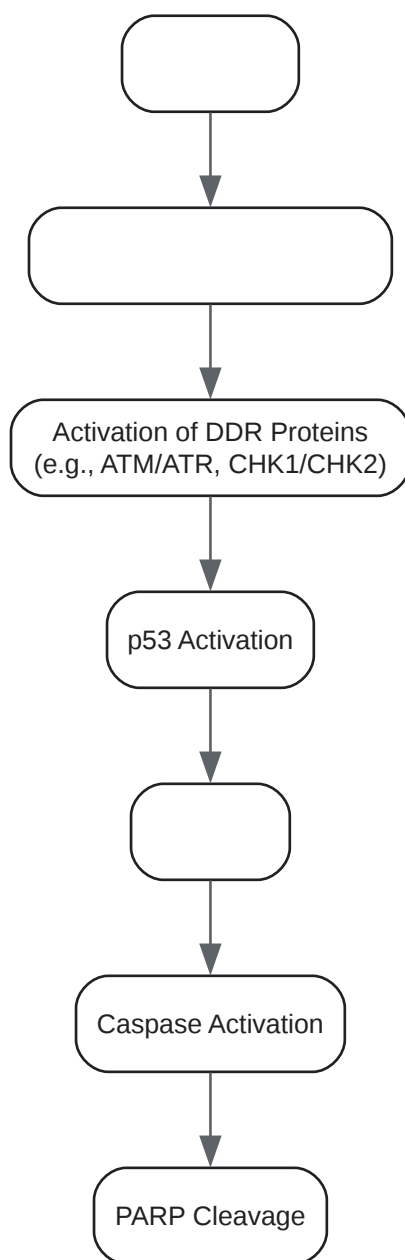 Activation of DDR Proteins
(e.g., ATM/ATR, CHK1/CHK2)
p53 Activation
Caspase Activation
PARP Cleavage